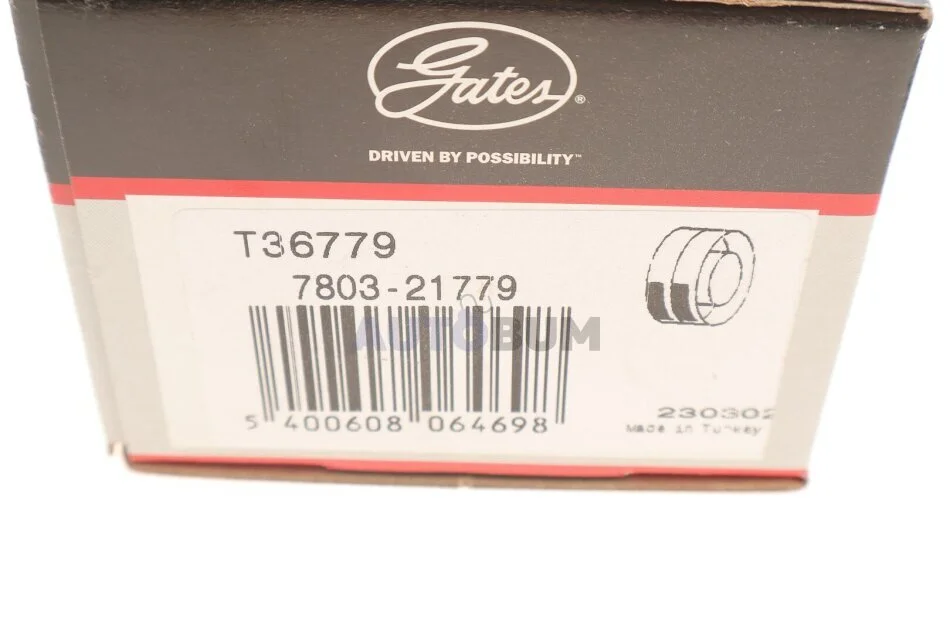 Gates®
DRIVEN BY POSSIBILITY™
T36779
7803-21779
AUTOBUM
5 400608 064698
230302
Made in Turkey